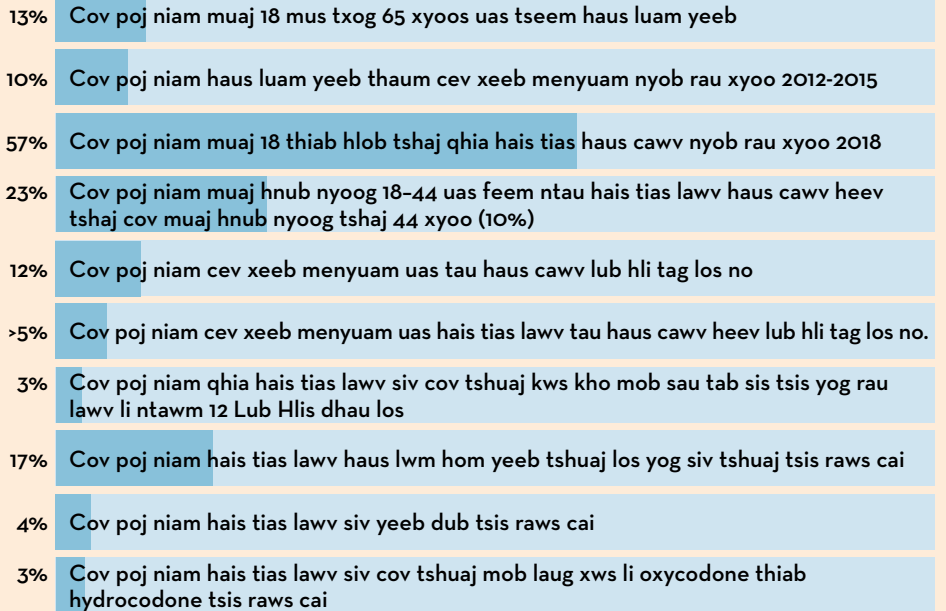 13% Cov poj niam muaj 18 mus txog 65 xyoos uas tseem haus luam yeeb
10% Cov poj niam haus luam yeeb thaum cev xeeb menyuam nyob rau xyoo 2012-2015
57% Cov poj niam muaj 18 thiab hlob tshaj qhia hais tias haus cawv nyob rau xyoo 2018
23% Cov poj niam muaj hnub nyoog 18–44 uas feem ntau hais tias lawv haus cawv heev
tshaj cov muaj hnub nyoog tshaj 44 xyoo (10%)
12% Cov poj niam cev xeeb menyuam uas tau haus cawv lub hli tag los no
>5% Cov poj niam cev xeeb menyuam uas hais tias lawv tau haus cawv heev lub hli tag los no.
3% Cov poj niam qhia hais tias lawv siv cov tshuaj kws kho mob sau tab sis tsis yog rau
lawv li ntawm 12 Lub Hlis dhau los
17% Cov poj niam hais tias lawv haus lwm hom yeeb tshuaj los yog siv tshuaj tsis raws cai
4% Cov poj niam hais tias lawv siv yeeb dub tsis raws cai
3% Cov poj niam hais tias lawv siv cov tshuaj mob laug xws li oxycodone thiab
hydrocodone tsis raws cai